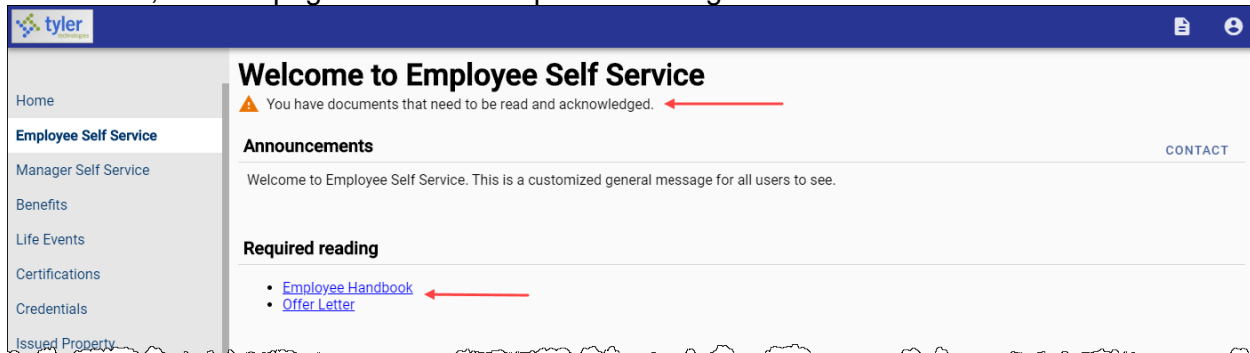 tyler
technologies
Welcome to Employee Self Service
You have documents that need to be read and acknowledged.
Home
Employee Self Service
Manager Self Service
Benefits
Life Events
Certifications
Credentials
Issued Property
Announcements
CONTACT
Welcome to Employee Self Service. This is a customized general message for all users to see.
Required reading
• Employee Handbook
• Offer Letter